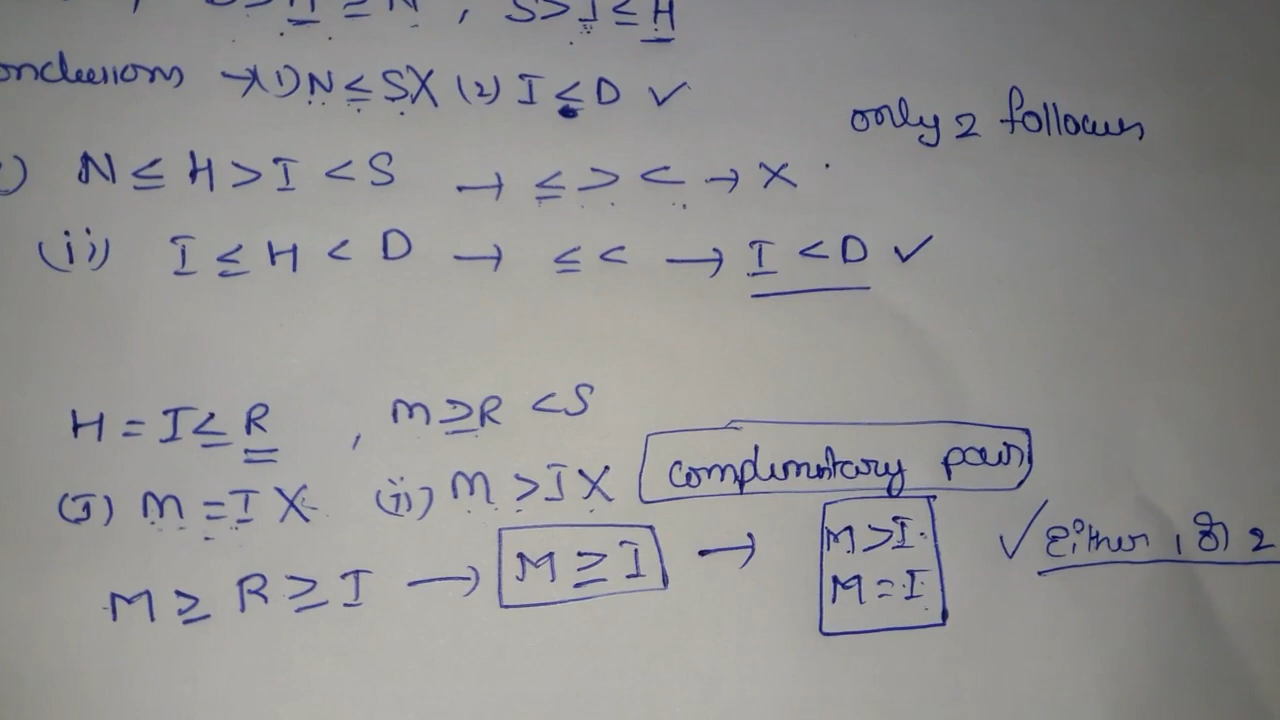 S > I ≤ H
onclusions → 1) N ≤ S X (2) I ≤ D ✓
only 2 follows
) N ≤ H > I < S → ≤ > < → X
(ii) I ≤ H < D → ≤ < → I < D ✓
H = I ≤ R , M ≥ R < S
(I) M = I X (ii) M > I X complimentary pair
M ≥ R ≥ I → M ≥ I → M > I M = I ✓ Either 1 or 2